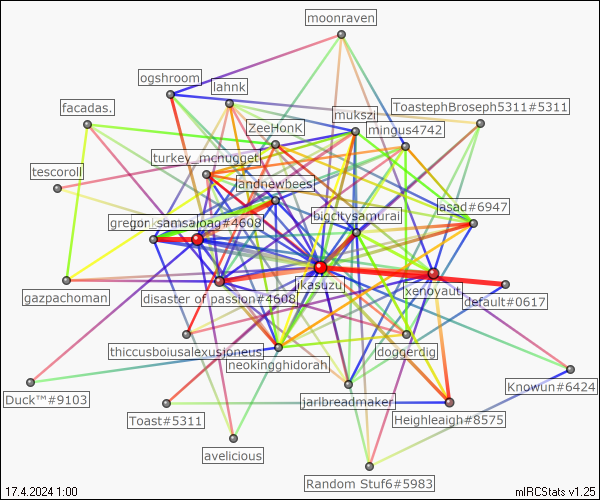 moonraven
ogshroom
lahnk
facadas.
mukszi
ToastephBroseph5311#5311
ZeeHonK
mingus4742
turkey_mcnugget
tescoroll
andnewbees
jasad#6947
bigcitysamurai
gregor_samsa
joag#4608
ikasuzu
xenoyaut
gazpachoman
disaster of passion#4608
default#0617
thiccusboiusalexusjoneus
doggerdig
neokingghidorah
Knowun#6424
Duck™#9103
jarlbreadmaker
Toast#5311
Heighleaigh#8575
avelicious
Random Stuf6#5983
17.4.2024 1:00
mIRCStats v1.25